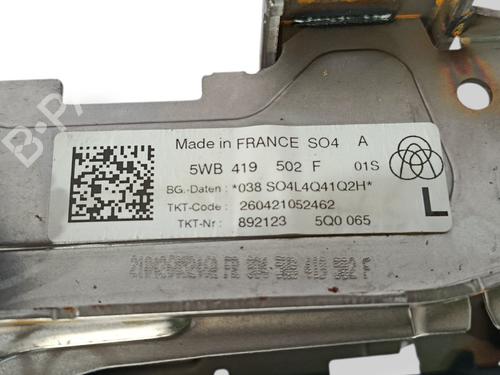 B-PARTS
Made in FRANCE SO4 A
5WB 419 502 F 01S
BG.-Daten : *038 SO4L4Q41Q2H*
TKT-Code : 260421052462
TKT-Nr : 892123 5Q0 065
L